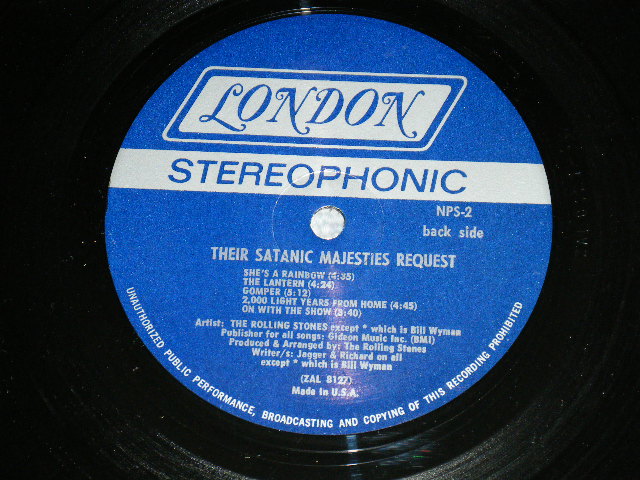 LONDON
STEREOPHONIC
NPS-2
back side
THEIR SATANIC MAJESTIES REQUEST
SHE'S A RAINBOW (4:35)
THE LANTERN (4:24)
GOMPER (5:12)
2,000 LIGHT YEARS FROM HOME (4:45)
ON WITH THE SHOW (3:40)
Artist: THE ROLLING STONES except * which is Bill Wyman
Publisher for all songs: Gideon Music Inc. (BMI)
Produced & Arranged by: The Rolling Stones
Writer/s: Jagger & Richard on all
except * which is Bill Wyman
(ZAL 8127)
Made in U.S.A.
UNAUTHORIZED PUBLIC PERFORMANCE, BROADCASTING AND COPYING OF THIS RECORDING PROHIBITED